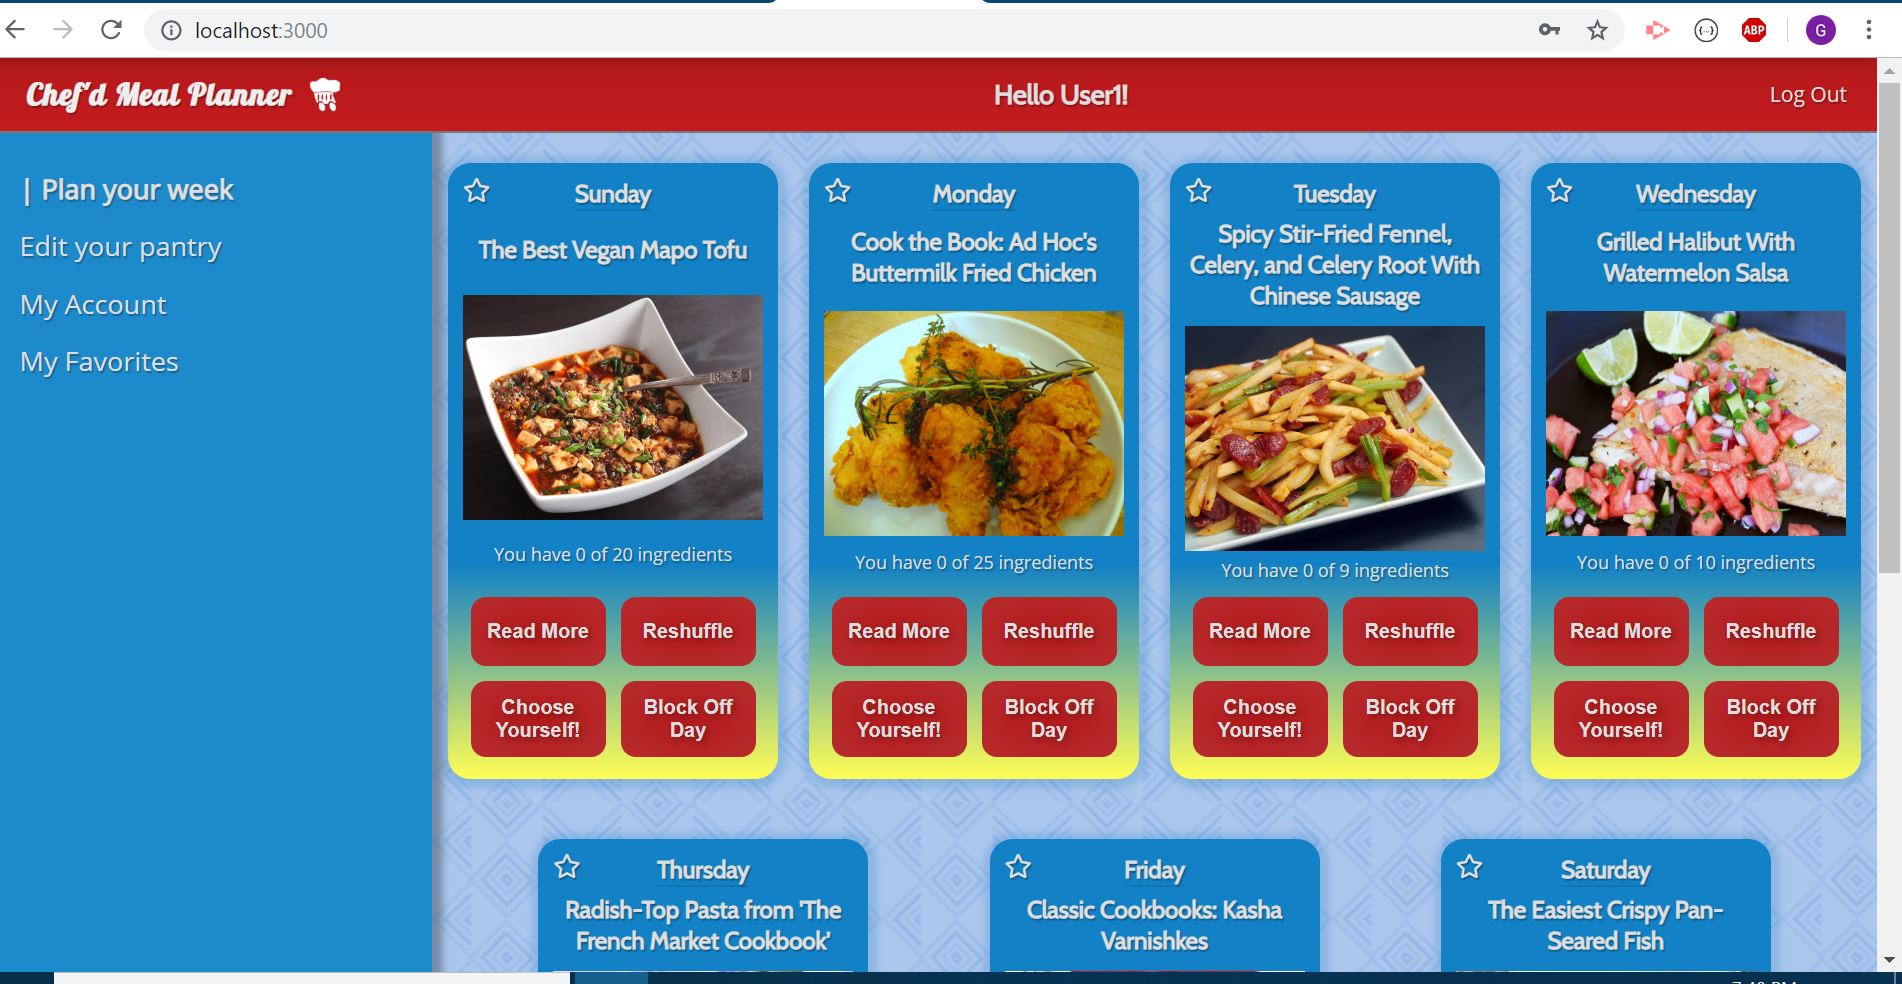 localhost:3000
ABP
G
Chef'd Meal Planner
Hello User1!
Log Out
| Plan your week
Edit your pantry
My Account
My Favorites
Sunday
The Best Vegan Mapo Tofu
You have 0 of 20 ingredients
Read More
Reshuffle
Choose
Yourself!
Block Off
Day
Monday
Cook the Book: Ad Hoc's
Buttermilk Fried Chicken
You have 0 of 25 ingredients
Read More
Reshuffle
Choose
Yourself!
Block Off
Day
Tuesday
Spicy Stir-Fried Fennel,
Celery, and Celery Root With
Chinese Sausage
You have 0 of 9 ingredients
Read More
Reshuffle
Choose
Yourself!
Block Off
Day
Wednesday
Grilled Halibut With
Watermelon Salsa
You have 0 of 10 ingredients
Read More
Reshuffle
Choose
Yourself!
Block Off
Day
Thursday
Radish-Top Pasta from 'The
French Market Cookbook'
Friday
Classic Cookbooks: Kasha
Varnishkes
Saturday
The Easiest Crispy Pan-
Seared Fish